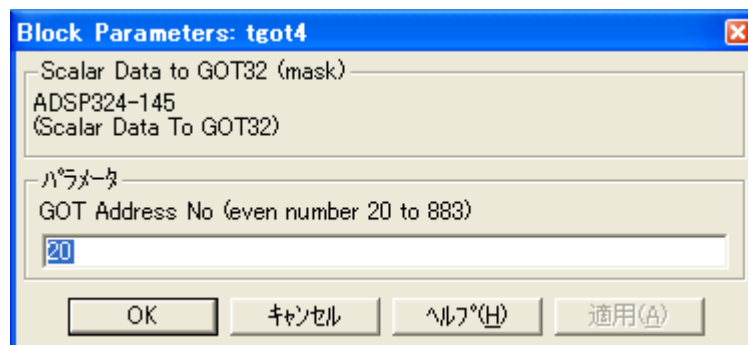 Block Parameters: tgot4
Scalar Data to GOT32 (mask)
ADSP324-145
(Scalar Data To GOT32)
パラメータ
GOT Address No (even number 20 to 883)
20
OK キャンセル ヘルプ(H) 適用(A)